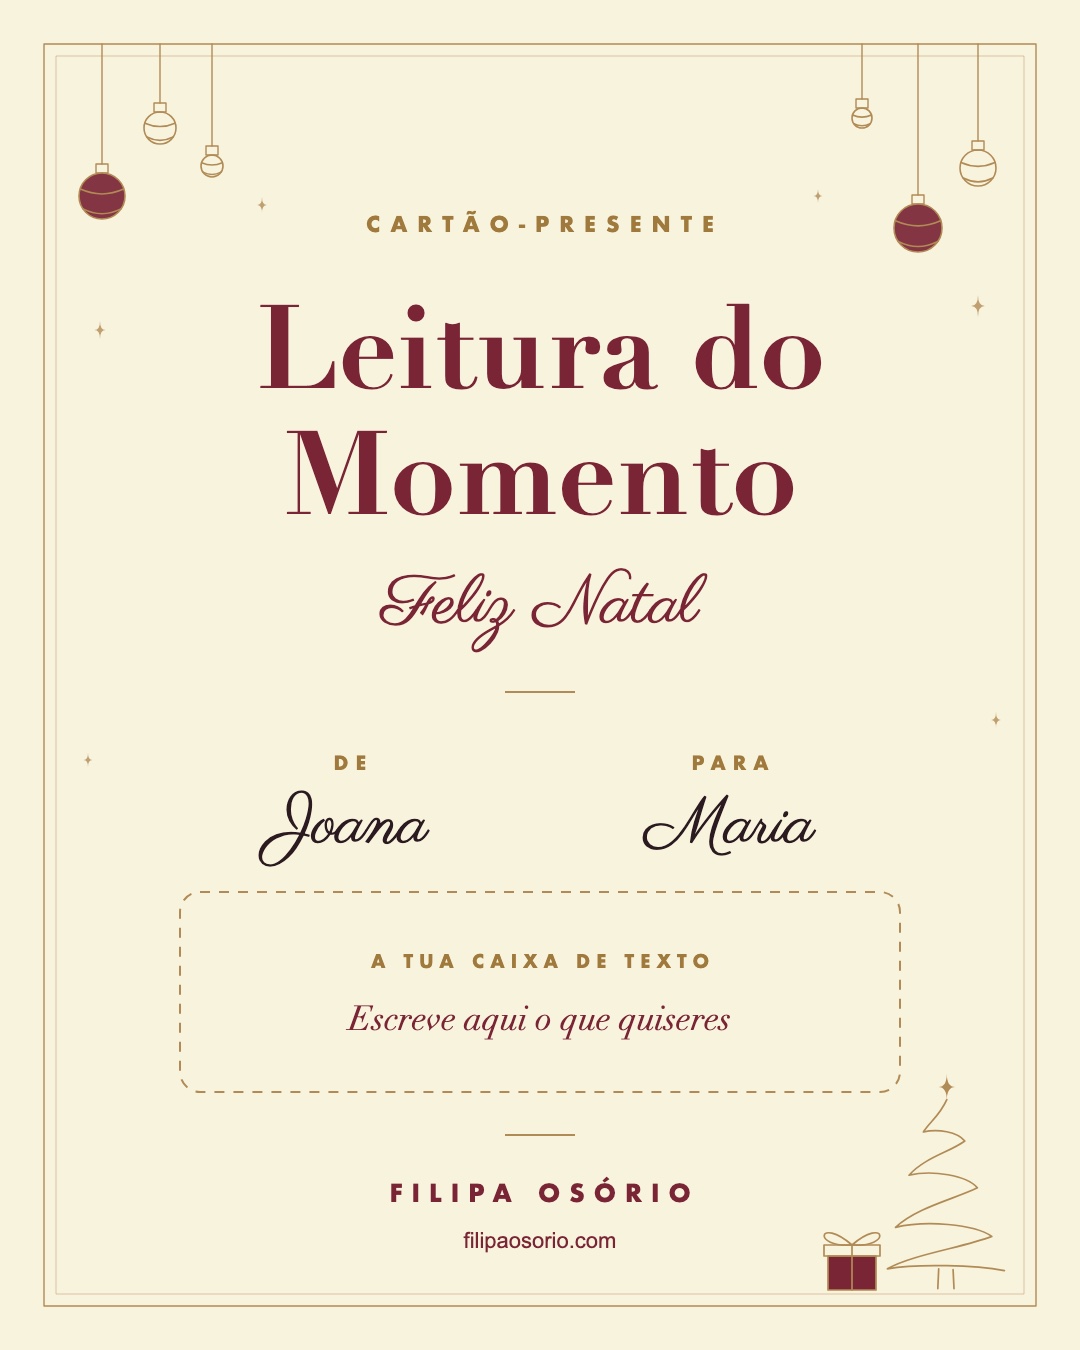 CARTÃO-PRESENTE
Leitura do
Momento
Feliz Natal
DE
Joana
PARA
Maria
A TUA CAIXA DE TEXTO
Escreve aqui o que quiseres
FILIPA OSÓRIO
filipaosorio.com